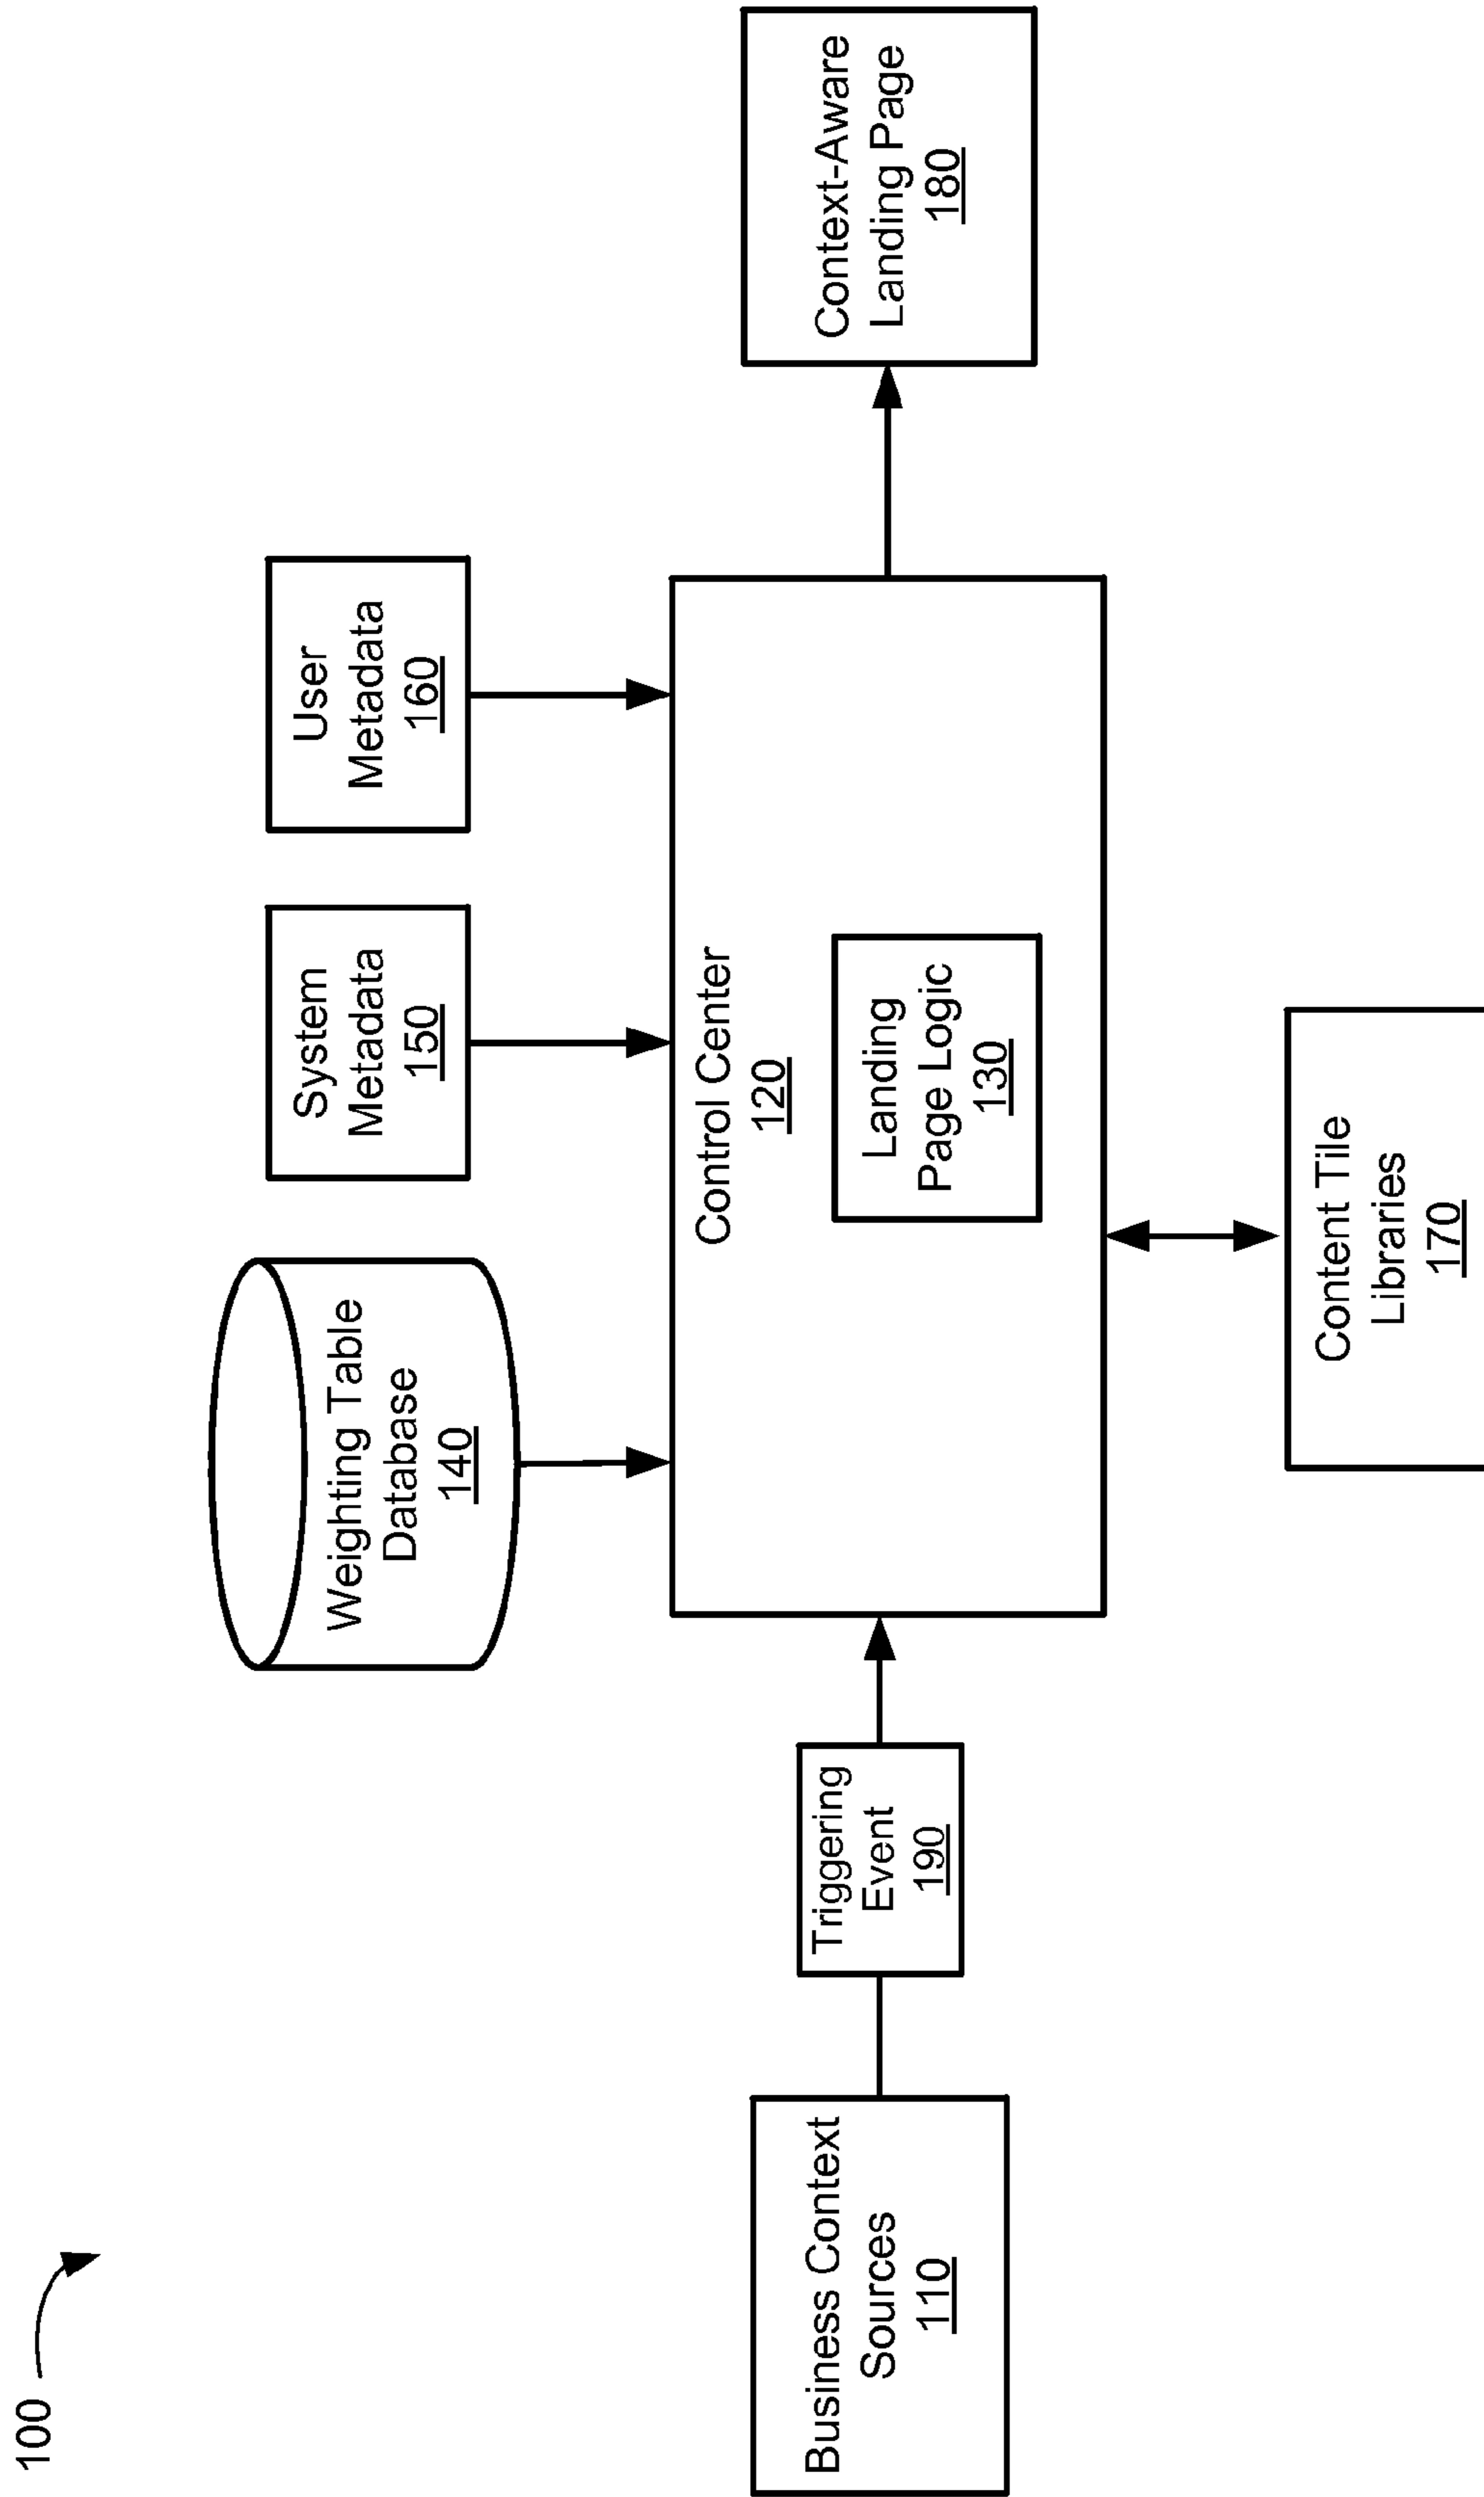 100
Weighting Table
Database
140
System
Metadata
150
User
Metadata
160
Business Context
Sources
110
Triggering
Event
190
Control Center
120
Landing
Page Logic
130
Context-Aware
Landing Page
180
Content Tile
Libraries
170